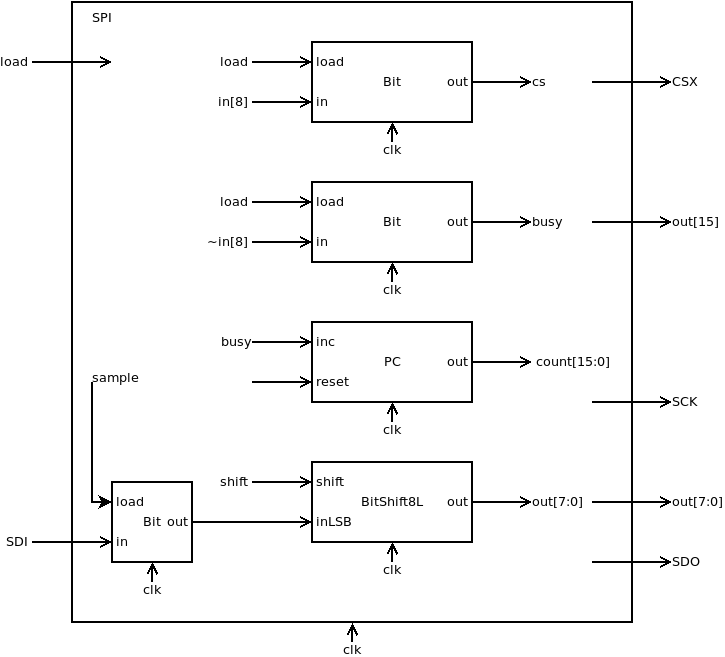 SPI
load
load
load
Bit
out
cs
CSX
in[8]
in
clk
load
load
Bit
out
busy
out[15]
~in[8]
in
clk
busy
inc
PC
out
count[15:0]
reset
SCK
clk
sample
shift
shift
BitShift8L
out
out[7:0]
out[7:0]
load
Bit
out
inLSB
SDI
in
SDO
clk
clk
clk